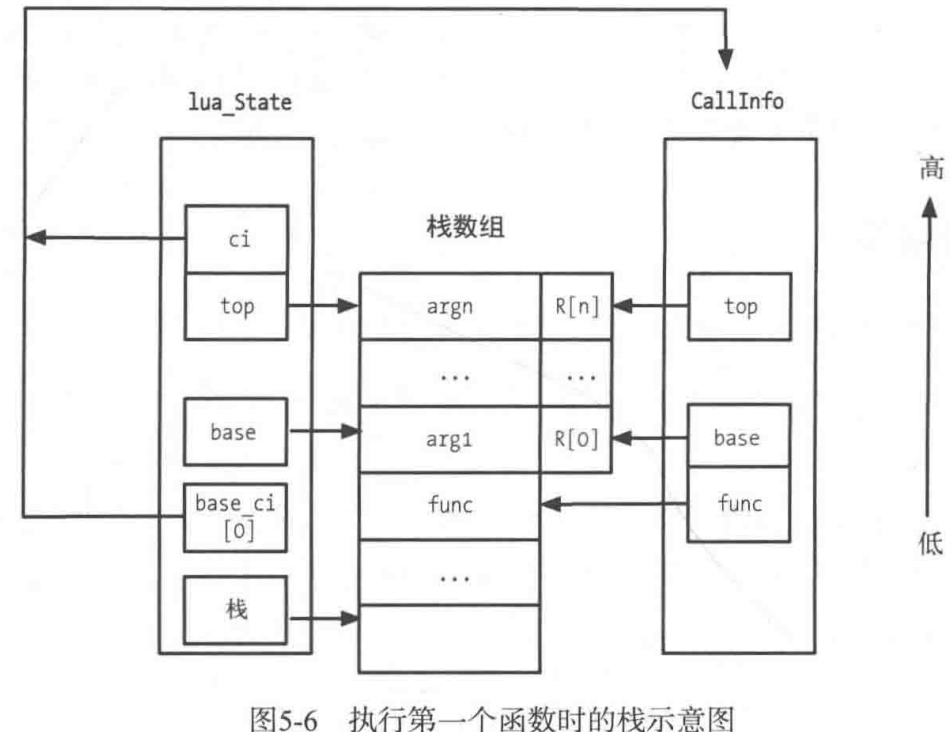 lua_State
CallInfo
高
栈数组
ci
top
argn
R[n]
top
...
...
base
arg1
R[0]
base
base_ci
[0]
func
func
低
栈
...
图5-6 执行第一个函数时的栈示意图